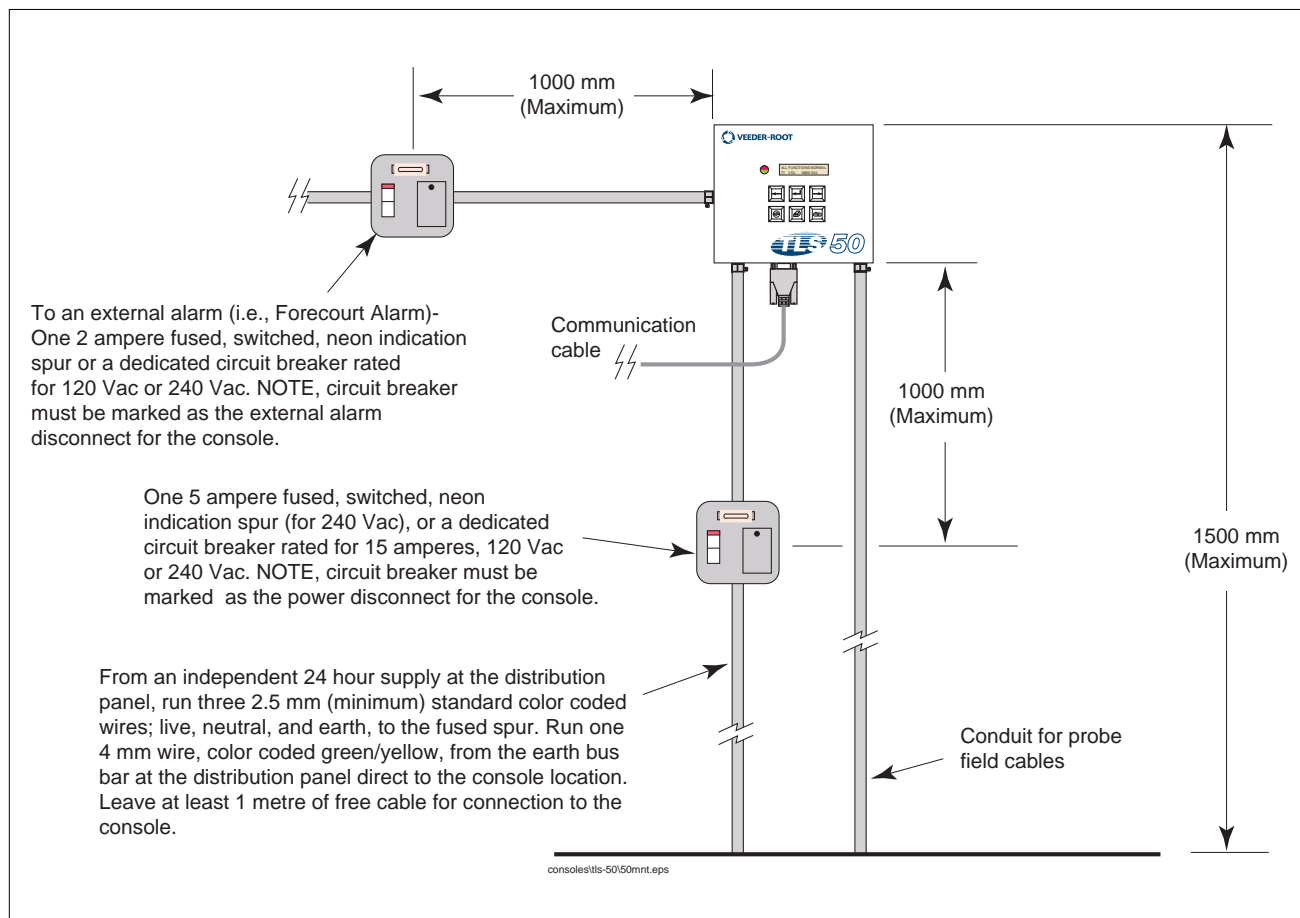 1000 mm
(Maximum)
VEEDER-ROOT
ALL FUNCTIONS NORMAL
TLS 50
To an external alarm (i.e., Forecourt Alarm)-
One 2 ampere fused, switched, neon indication
spur or a dedicated circuit breaker rated
for 120 Vac or 240 Vac. NOTE, circuit breaker
must be marked as the external alarm
disconnect for the console.
Communication
cable
1000 mm
(Maximum)
One 5 ampere fused, switched, neon
indication spur (for 240 Vac), or a dedicated
circuit breaker rated for 15 amperes, 120 Vac
or 240 Vac. NOTE, circuit breaker must be
marked as the power disconnect for the console.
1500 mm
(Maximum)
From an independent 24 hour supply at the distribution
panel, run three 2.5 mm (minimum) standard color coded
wires; live, neutral, and earth, to the fused spur. Run one
4 mm wire, color coded green/yellow, from the earth bus
bar at the distribution panel direct to the console location.
Leave at least 1 metre of free cable for connection to the
console.
Conduit for probe
field cables
consoles\tls-50\50mnt.eps